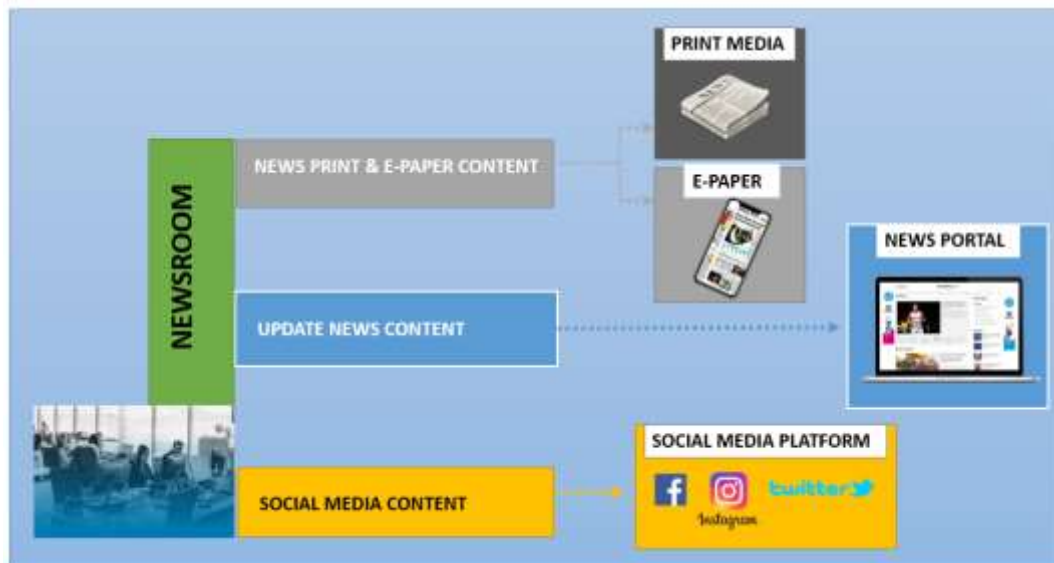 PRINT MEDIA
NEWS PRINT & E-PAPER CONTENT
E-PAPER
NEWSROOM
NEWS PORTAL
UPDATE NEWS CONTENT
SOCIAL MEDIA PLATFORM
SOCIAL MEDIA CONTENT
f
twitter
Instagram